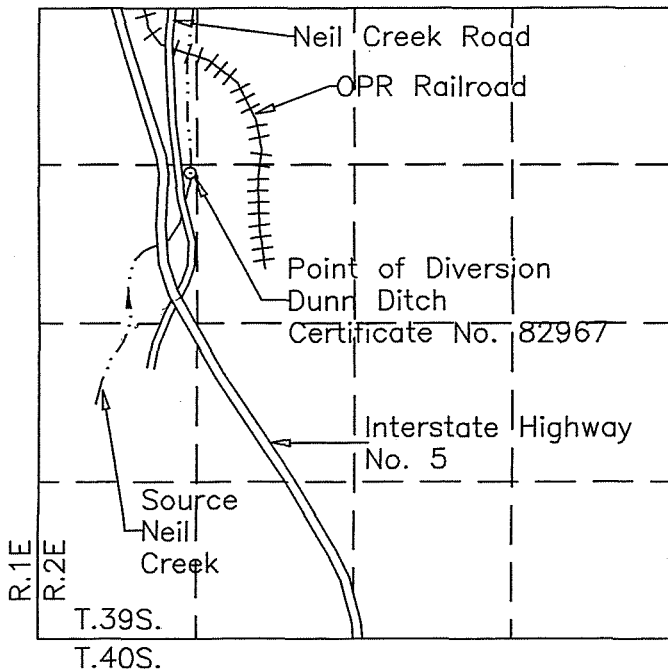 Neil Creek Road
OPR Railroad
Point of Diversion
Dunn Ditch
Certificate No. 82967
Interstate Highway
No. 5
Source
Neil
Creek
R.1E
R.2E
T.39S.
T.40S.